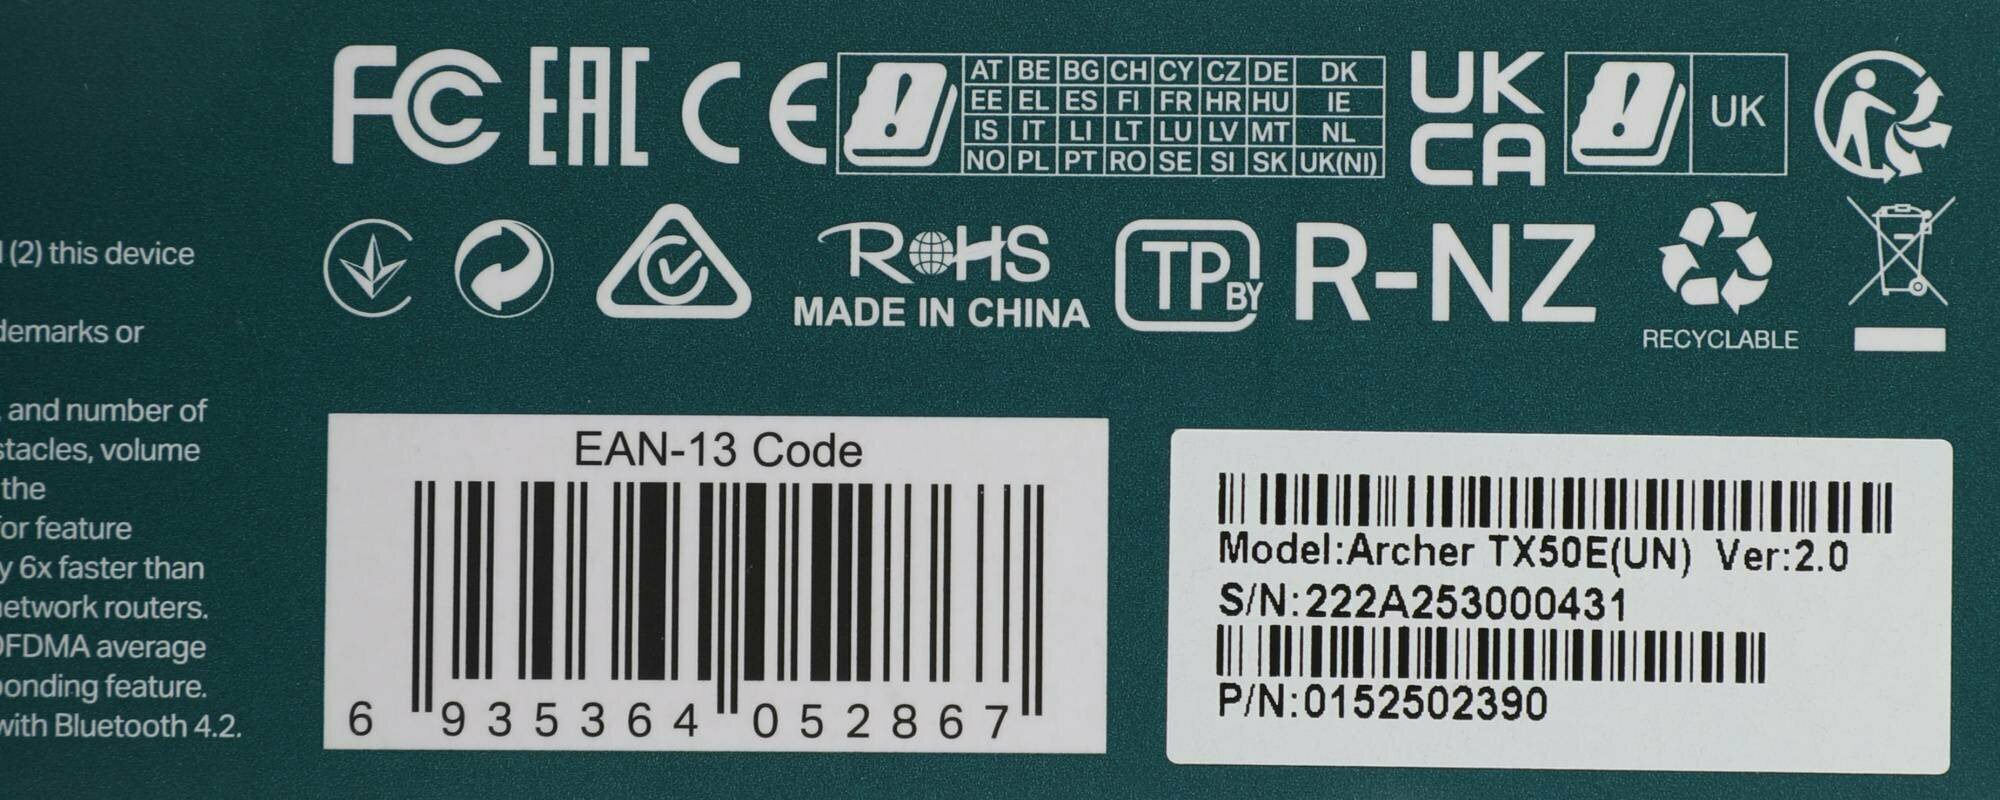 FC EAC CE
AT BE BG CH CY CZ DE DK
EE EL ES FI FR HR HU IE
IS IT LI LT LU LV MT NL
NO PL PT RO SE SI SK UK(NI)
UK
CA
UK
RoHS
MADE IN CHINA
TP BY
R-NZ
RECYCLABLE
(2) this device
demarks or
, and number of
stacles, volume
the
for feature
y 6x faster than
network routers.
OFDMA average
ponding feature.
with Bluetooth 4.2.
EAN-13 Code
6 935364 052867
Model:Archer TX50E(UN) Ver:2.0
S/N:222A253000431
P/N:0152502390